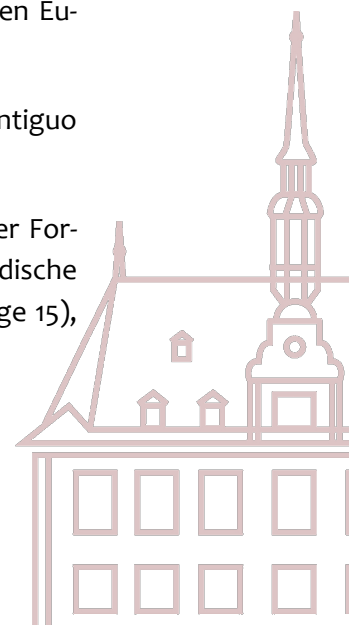 en Eu-
ntiguo
er For-
dische
ge 15),